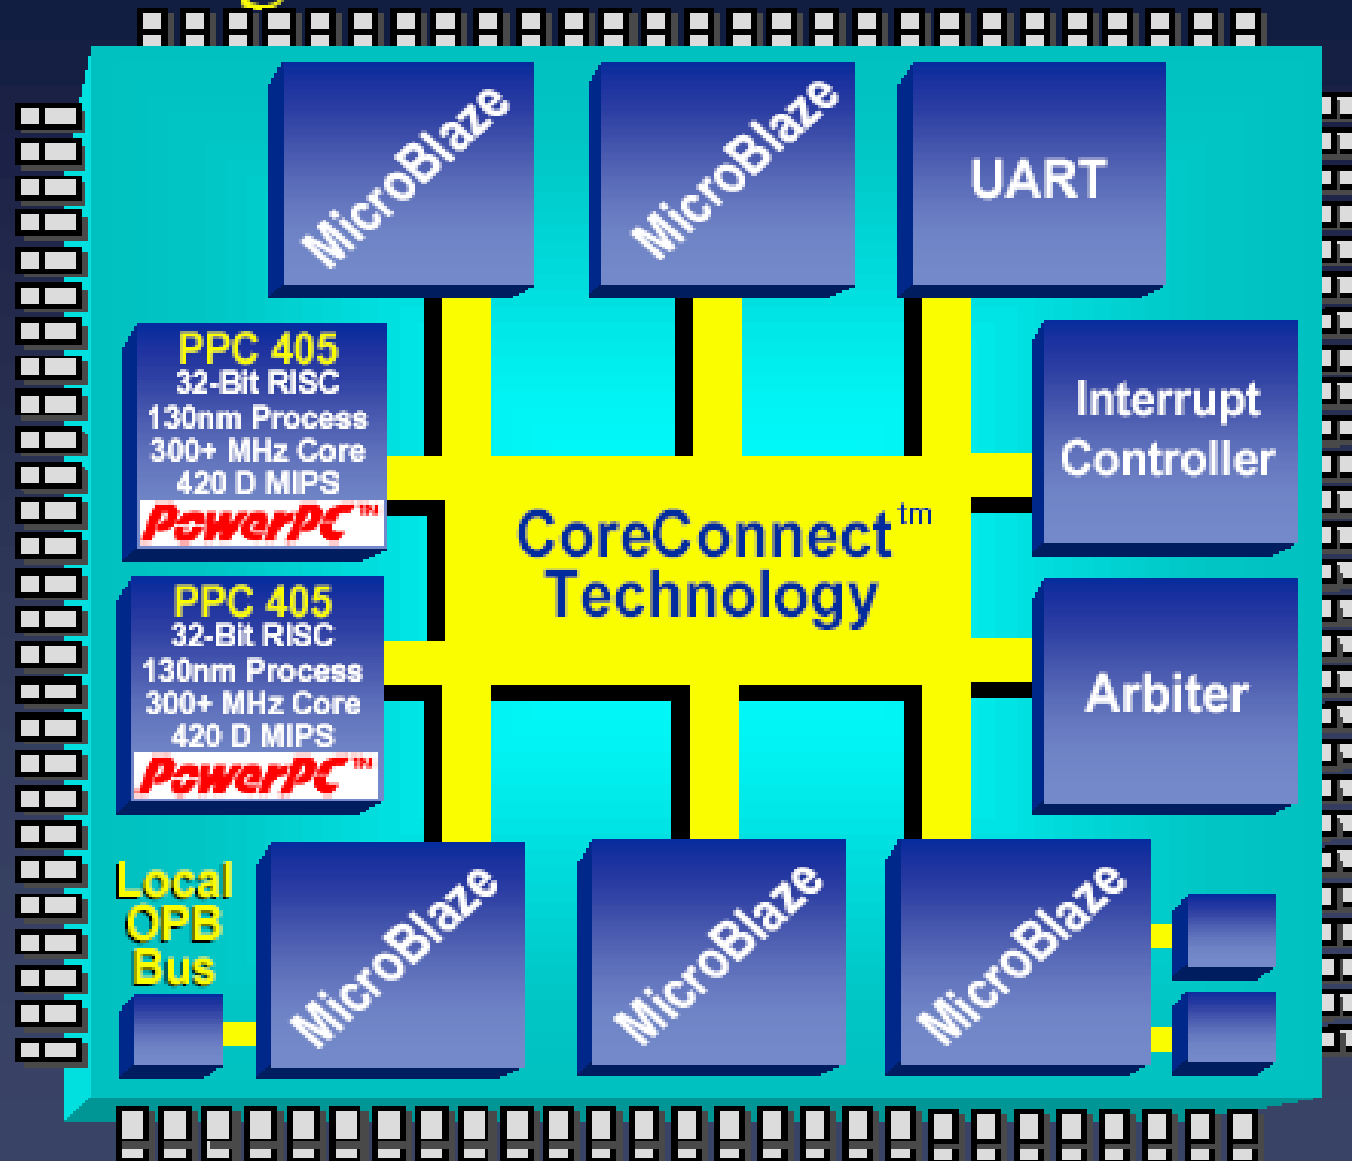 MicroBlaze
MicroBlaze
UART
PPC 405
32-Bit RISC
130nm Process
300+ MHz Core
420 D MIPS
PowerPC™
Interrupt
Controller
CoreConnect™
Technology
PPC 405
32-Bit RISC
130nm Process
300+ MHz Core
420 D MIPS
PowerPC™
Arbiter
Local
OPB
Bus
MicroBlaze
MicroBlaze
MicroBlaze